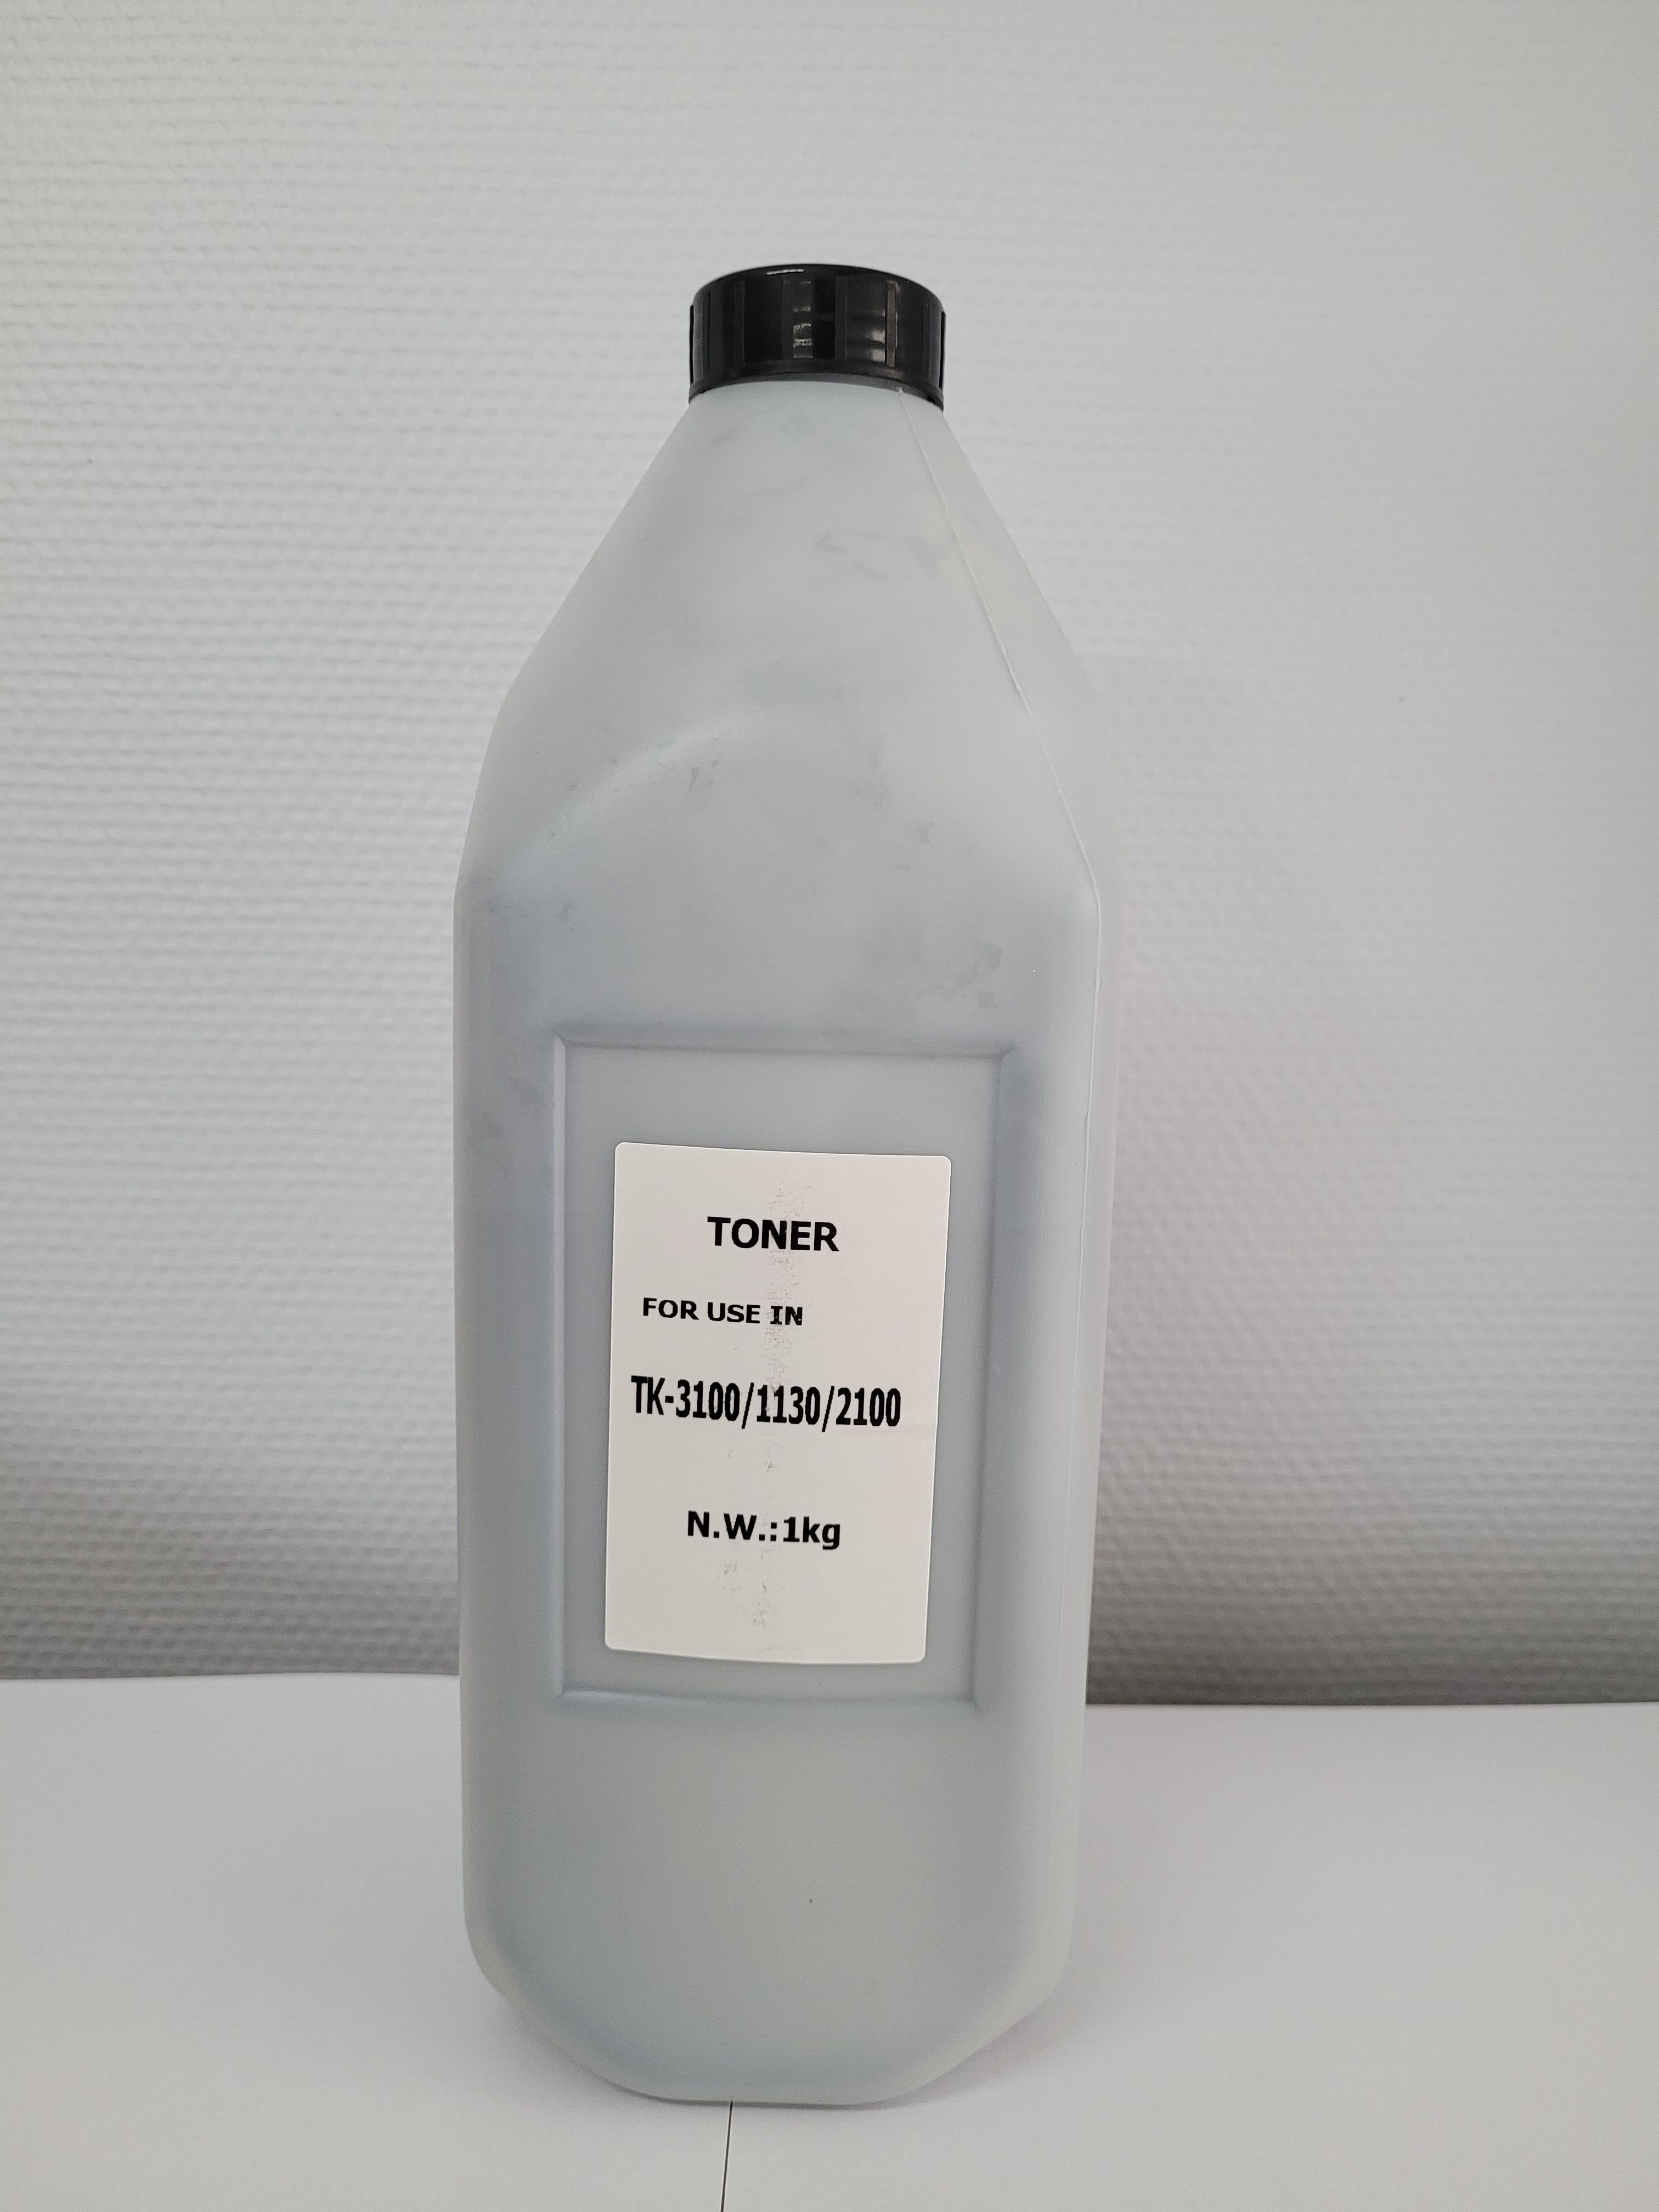 TONER
FOR USE IN
TK-3100/1130/2100
N.W.:1kg